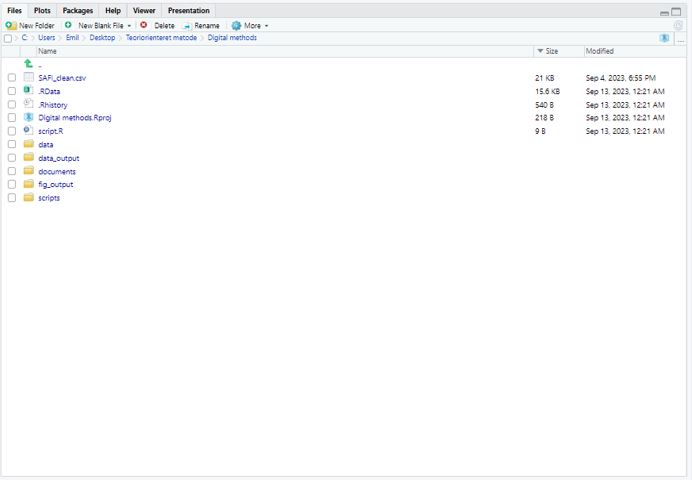 Files Plots Packages Help Viewer Presentation
New Folder New Blank File Delete Rename More
C: Users Emil Desktop Teoriorienteret metode Digital methods ...
Name Size Modified
..
SAFI_clean.csv 21 KB Sep 4, 2023, 6:55 PM
.RData 15.6 KB Sep 13, 2023, 12:21 AM
.Rhistory 540 B Sep 13, 2023, 12:21 AM
Digital methods.Rproj 218 B Sep 13, 2023, 12:21 AM
script.R 9 B Sep 13, 2023, 12:21 AM
data
data_output
documents
fig_output
scripts